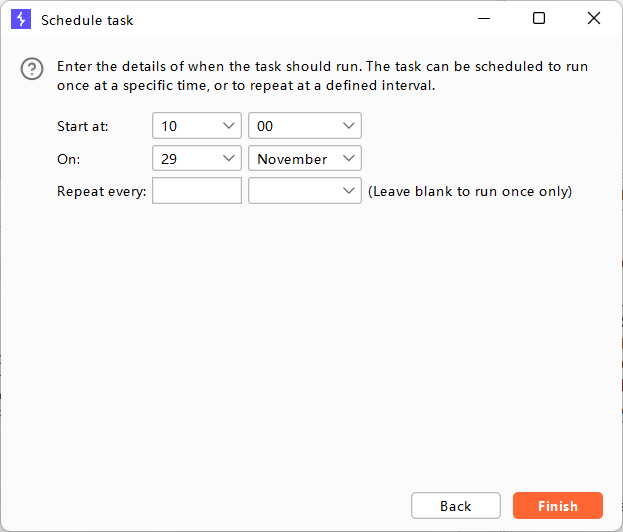 Schedule task
Enter the details of when the task should run. The task can be scheduled to run
once at a specific time, or to repeat at a defined interval.
Start at: 10 00
On: 29 November
Repeat every: (Leave blank to run once only)
Back Finish